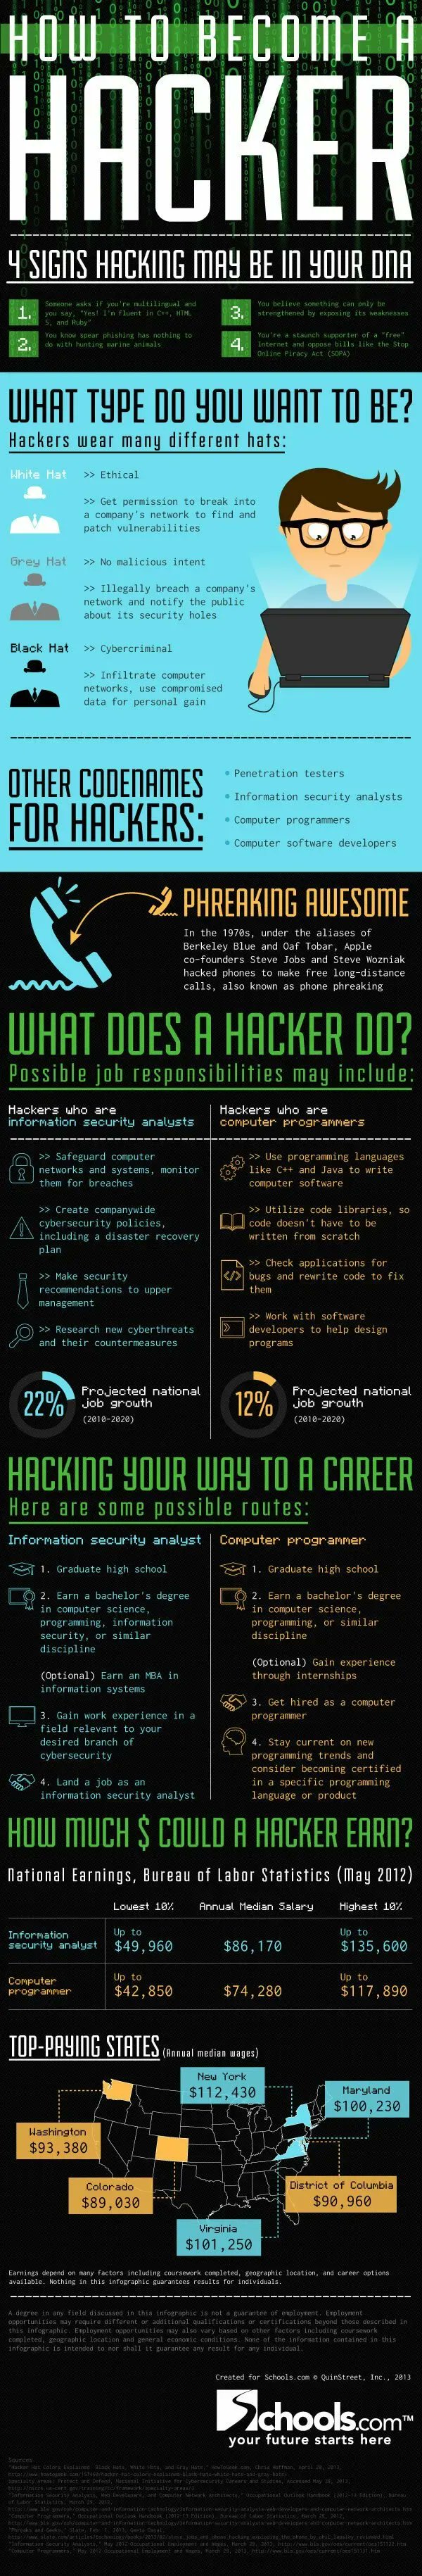 HOW TO BECOME A
HACKER
4 SIGNS HACKING MAY BE IN YOUR DNA
1.
Someone asks if you're multilingual and
you say, "Yes! I'm fluent in C++, HTML
5, and Ruby"
2.
You know spear phishing has nothing to
do with hunting marine animals
3.
You believe something can only be
strengthened by exposing its weaknesses
4.
You're a staunch supporter of a "free"
Internet and oppose bills like the Stop
Online Piracy Act (SOPA)
WHAT TYPE DO YOU WANT TO BE?
Hackers wear many different hats:
White Hat
>> Ethical
>> Get permission to break into
a company's network to find and
patch vulnerabilities
Grey Hat
>> No malicious intent
>> Illegally breach a company's
network and notify the public
about its security holes
Black Hat
>> Cybercriminal
>> Infiltrate computer
networks, use compromised
data for personal gain
OTHER CODENAMES
FOR HACKERS:
• Penetration testers
• Information security analysts
• Computer programmers
• Computer software developers
PHREAKING AWESOME
In the 1970s, under the aliases of
Berkeley Blue and Oaf Tobar, Apple
co-founders Steve Jobs and Steve Wozniak
hacked phones to make free long-distance
calls, also known as phone phreaking
WHAT DOES A HACKER DO?
Possible job responsibilities may include:
Hackers who are
information security analysts
>> Safeguard computer
networks and systems, monitor
them for breaches
>> Create companywide
cybersecurity policies,
including a disaster recovery
plan
>> Make security
recommendations to upper
management
>> Research new cyberthreats
and their countermeasures
22%
Projected national
job growth
(2010-2020)
Hackers who are
computer programmers
>> Use programming languages
like C++ and Java to write
computer software
>> Utilize code libraries, so
code doesn't have to be
written from scratch
>> Check applications for
bugs and rewrite code to fix
them
>> Work with software
developers to help design
programs
12%
Projected national
job growth
(2010-2020)
HACKING YOUR WAY TO A CAREER
Here are some possible routes:
Information security analyst
1. Graduate high school
2. Earn a bachelor's degree
in computer science,
programming, information
security, or similar
discipline
(Optional) Earn an MBA in
information systems
3. Gain work experience in a
field relevant to your
desired branch of
cybersecurity
4. Land a job as an
information security analyst
Computer programmer
1. Graduate high school
2. Earn a bachelor's degree
in computer science,
programming, or similar
discipline
(Optional) Gain experience
through internships
3. Get hired as a computer
programmer
4. Stay current on new
programming trends and
consider becoming certified
in a specific programming
language or product
HOW MUCH $ COULD A HACKER EARN?
National Earnings, Bureau of Labor Statistics (May 2012)
Lowest 10% Annual Median Salary Highest 10%
Information
security analyst
Up to
$49,960
$86,170
Up to
$135,600
Computer
programmer
Up to
$42,850
$74,280
Up to
$117,890
TOP-PAYING STATES (Annual median wages)
New York
$112,430
Maryland
$100,230
Washington
$93,380
Colorado
$89,030
District of Columbia
$90,960
Virginia
$101,250
Earnings depend on many factors including coursework completed, geographic location, and career options
available. Nothing in this infographic guarantees results for individuals.
A degree in any field discussed in this infographic is not a guarantee of employment. Employment
opportunities may require different or additional qualifications or certifications beyond those described in
this infographic. Employment opportunities may also vary based on other factors including coursework
completed, geographic location and general economic conditions. None of the information contained in this
infographic is intended to nor shall it guarantee any result for any individual.
Created for Schools.com © QuinStreet, Inc., 2013
Schools.com™
your future starts here
Sources